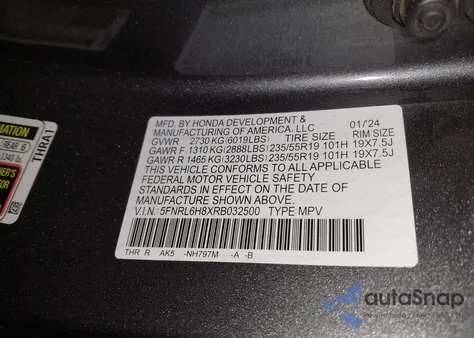 MFD. BY HONDA DEVELOPMENT & 01/'24
MANUFACTURING OF AMERICA, LLC
GVWR 2730 KG(6019LBS) TIRE SIZE RIM SIZE
GAWR F 1310 KG(2888LBS)235/55R19 101H 19X7.5J
GAWR R 1465 KG(3230LBS)235/55R19 101H 19X7.5J
THIS VEHICLE CONFORMS TO ALL APPLICABLE
FEDERAL MOTOR VEHICLE SAFETY
STANDARDS IN EFFECT ON THE DATE OF
MANUFACTURE SHOWN ABOVE.
V.I.N.: 5FNRL6H8XRB032500 TYPE:MPV
THR R AK5 -NH797M -A -B
THRA1
MATION
REAR
autoSnap